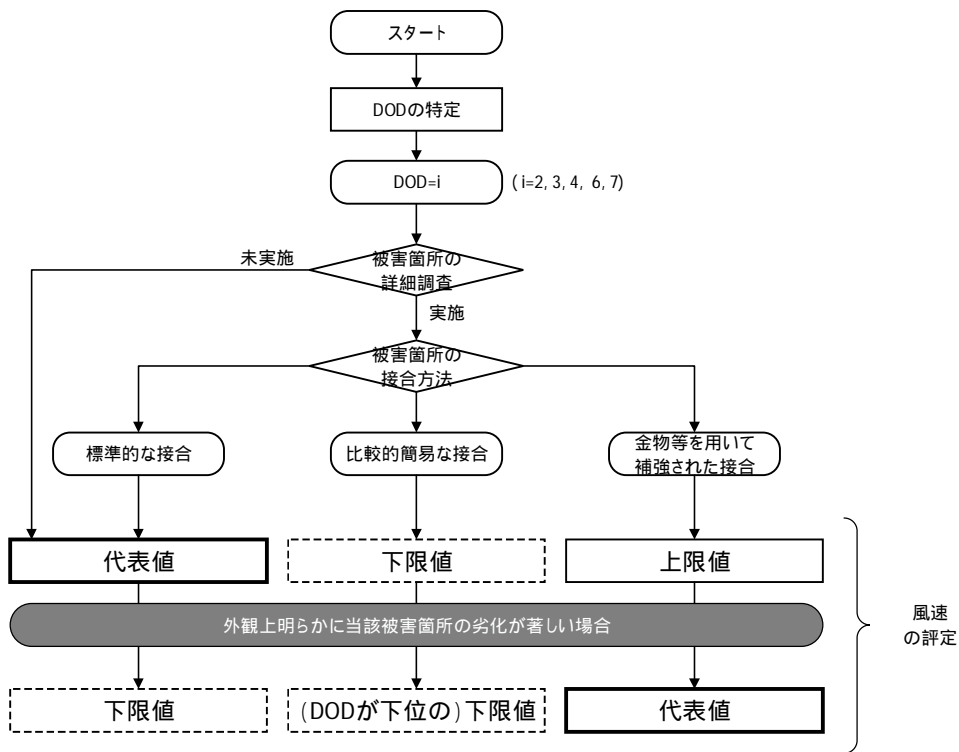 スタート
DODの特定
DOD=i
(i=2,3,4, 6,7)
未実施
被害箇所の
詳細調査
実施
被害箇所の
接合方法
標準的な接合
比較的簡易な接合
金物等を用いて
補強された接合
代表値
下限値
上限値
外観上明らかに当該被害箇所の劣化が著しい場合
風速
の評定
下限値
(DODが下位の)下限値
代表値